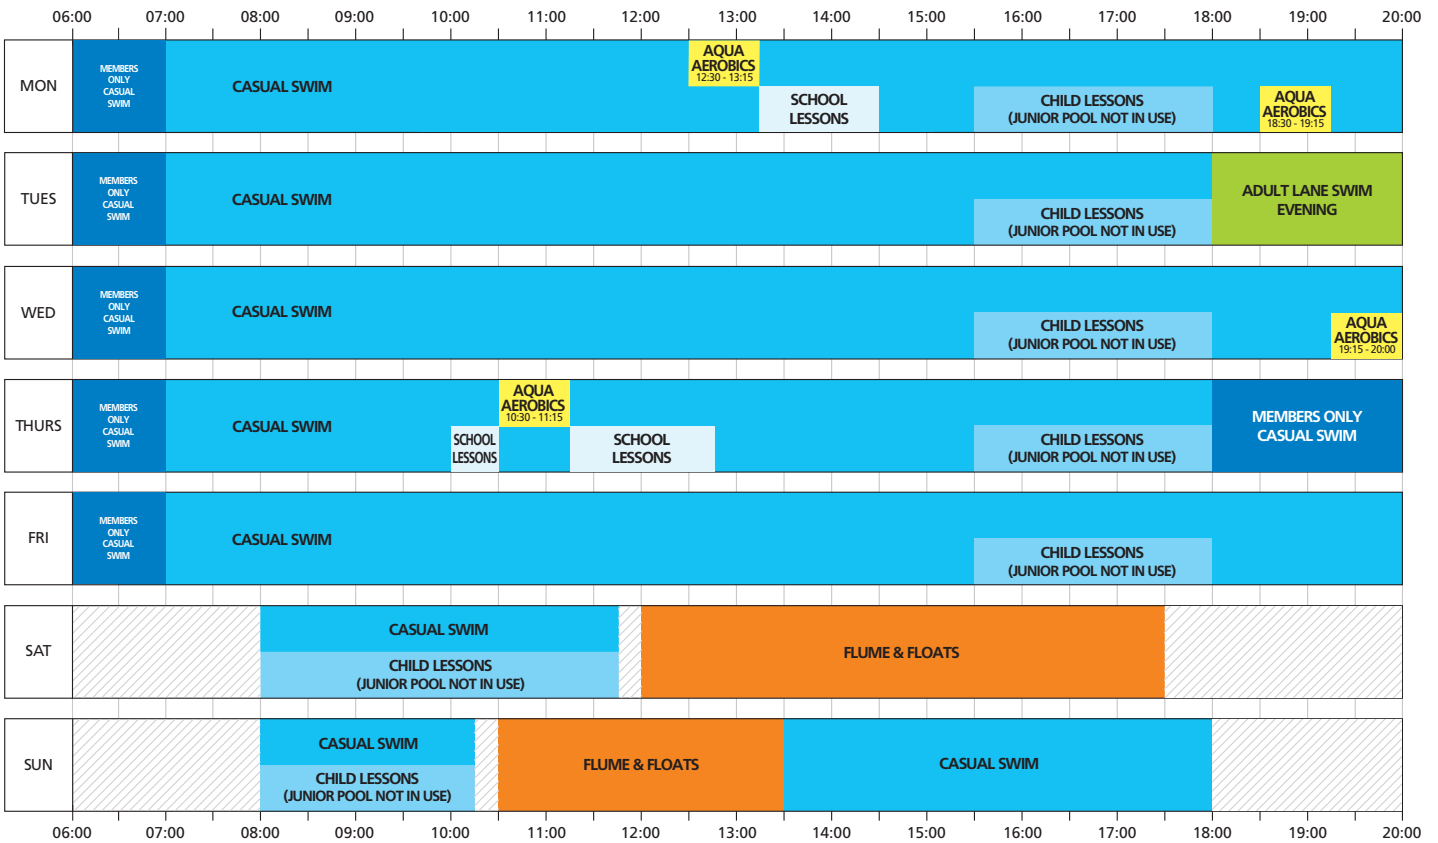 06:00 07:00 08:00 09:00 10:00 11:00 12:00 13:00 14:00 15:00 16:00 17:00 18:00 19:00 20:00
MON
MEMBERS
ONLY
CASUAL
SWIM
CASUAL SWIM
AQUA
AEROBICS
12:30 - 13:15
SCHOOL
LESSONS
CHILD LESSONS
(JUNIOR POOL NOT IN USE)
AQUA
AEROBICS
18:30 - 19:15
TUES
MEMBERS
ONLY
CASUAL
SWIM
CASUAL SWIM
CHILD LESSONS
(JUNIOR POOL NOT IN USE)
ADULT LANE SWIM
EVENING
WED
MEMBERS
ONLY
CASUAL
SWIM
CASUAL SWIM
CHILD LESSONS
(JUNIOR POOL NOT IN USE)
AQUA
AEROBICS
19:15 - 20:00
THURS
MEMBERS
ONLY
CASUAL
SWIM
CASUAL SWIM
SCHOOL
LESSONS
AQUA
AEROBICS
10:30 - 11:15
SCHOOL
LESSONS
CHILD LESSONS
(JUNIOR POOL NOT IN USE)
MEMBERS ONLY
CASUAL SWIM
FRI
MEMBERS
ONLY
CASUAL
SWIM
CASUAL SWIM
CHILD LESSONS
(JUNIOR POOL NOT IN USE)
SAT
CASUAL SWIM
CHILD LESSONS
(JUNIOR POOL NOT IN USE)
FLUME & FLOATS
SUN
CASUAL SWIM
CHILD LESSONS
(JUNIOR POOL NOT IN USE)
FLUME & FLOATS
CASUAL SWIM
06:00 07:00 08:00 09:00 10:00 11:00 12:00 13:00 14:00 15:00 16:00 17:00 18:00 19:00 20:00